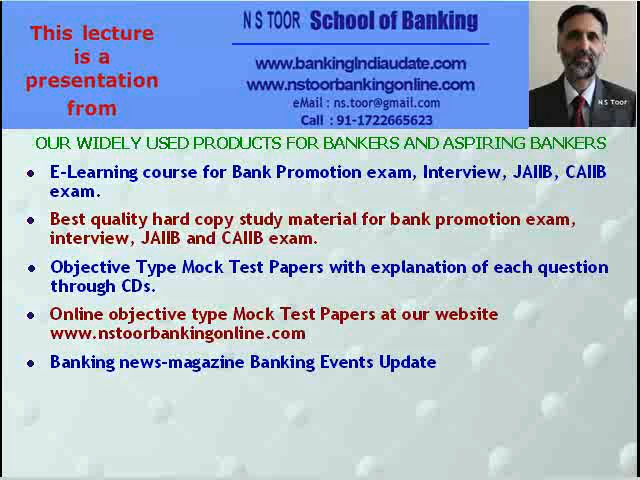 This lecture
is a
presentation
from
N S TOOR School of Banking
www.bankingIndiaudate.com
www.nstoorbankingonline.com
eMail : ns.toor@gmail.com
Call : 91-1722665623
N S Toor
OUR WIDELY USED PRODUCTS FOR BANKERS AND ASPIRING BANKERS
• E-Learning course for Bank Promotion exam, Interview, JAIIB, CAIIB
exam.
• Best quality hard copy study material for bank promotion exam,
interview, JAIIB and CAIIB exam.
• Objective Type Mock Test Papers with explanation of each question
through CDs.
• Online objective type Mock Test Papers at our website
www.nstoorbankingonline.com
• Banking news-magazine Banking Events Update